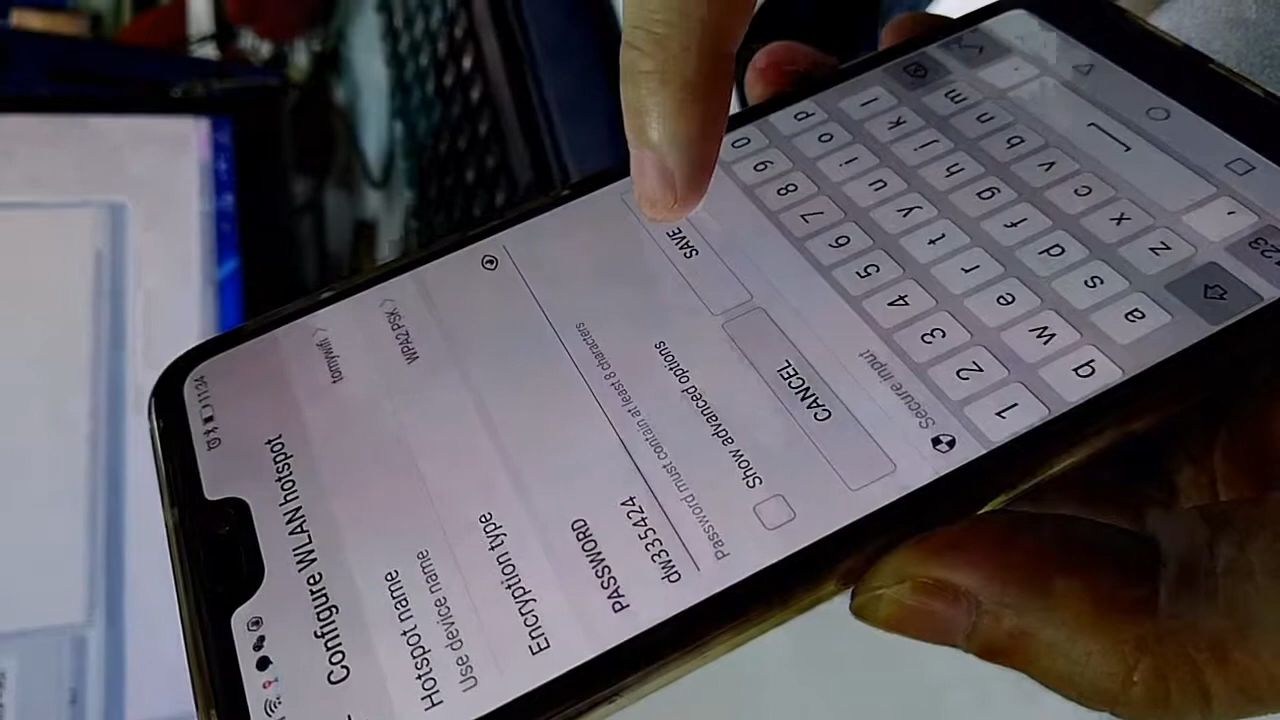 11:34
Configure WLAN hotspot
Hotspot name
Use device name
tomywifi >
Encryption type
WPA2 PSK >
PASSWORD
dw335424
Password must contain at least 8 characters
Show advanced options
CANCEL
SAVE
Secure input
1 2 3 4 5 6 7 8 9 0
q w e r t y u i o p
a s d f g h j k l
z x c v b n m
123 , .